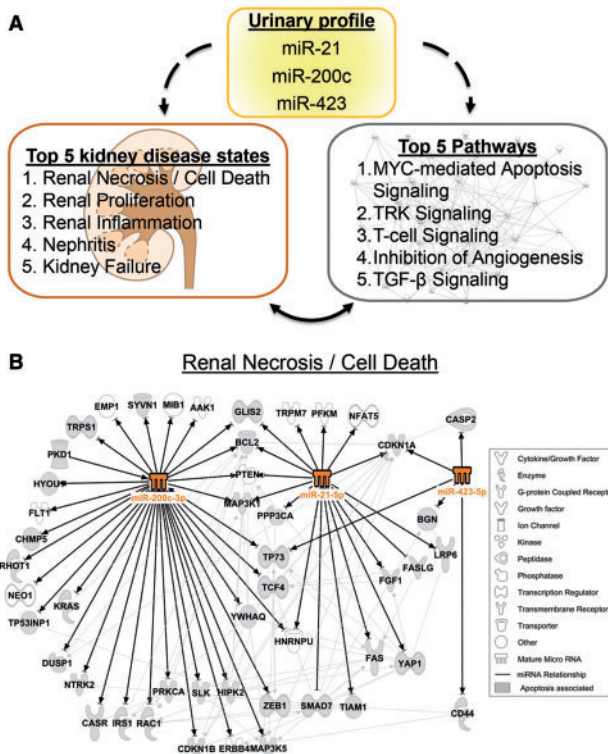 A
Urinary profile
miR-21
miR-200c
miR-423
Top 5 kidney disease states
1. Renal Necrosis / Cell Death
2. Renal Proliferation
3. Renal Inflammation
4. Nephritis
5. Kidney Failure
Top 5 Pathways
1. MYC-mediated Apoptosis
Signaling
2. TRK Signaling
3. T-cell Signaling
4. Inhibition of Angiogenesis
5. TGF-β Signaling
B
Renal Necrosis / Cell Death
EMP1
SYVN1
MIB1
AAK1
GLIS2
TRPM7
PFKM
NFAT5
CASP2
TRPS1
BCL2
CDKN1A
PKD1
PTEN
HYOU1
miR-200c-3p
miR-21-5p
miR-423-5p
MAP3K1
FLT1
PPP3CA
BGN
CHMP5
TP73
LRP6
RHOT1
FASLG
TCF4
FGF1
NEO1
KRAS
TP53INP1
YWHAQ
HNRNPU
DUSP1
FAS
YAP1
NTRK2
PRKCA
SLK
HIPK2
ZEB1
SMAD7
TIAM1
CASR
IRS1
RAC1
CD44
CDKN1B
ERBB4
MAP3K5
Cytokine/Growth Factor
Enzyme
G-protein Coupled Receptor
Growth factor
Ion Channel
Kinase
Peptidase
Phosphatase
Transcription Regulator
Transmembrane Receptor
Transporter
Other
Mature Micro RNA
miRNA Relationship
Apoptosis associated